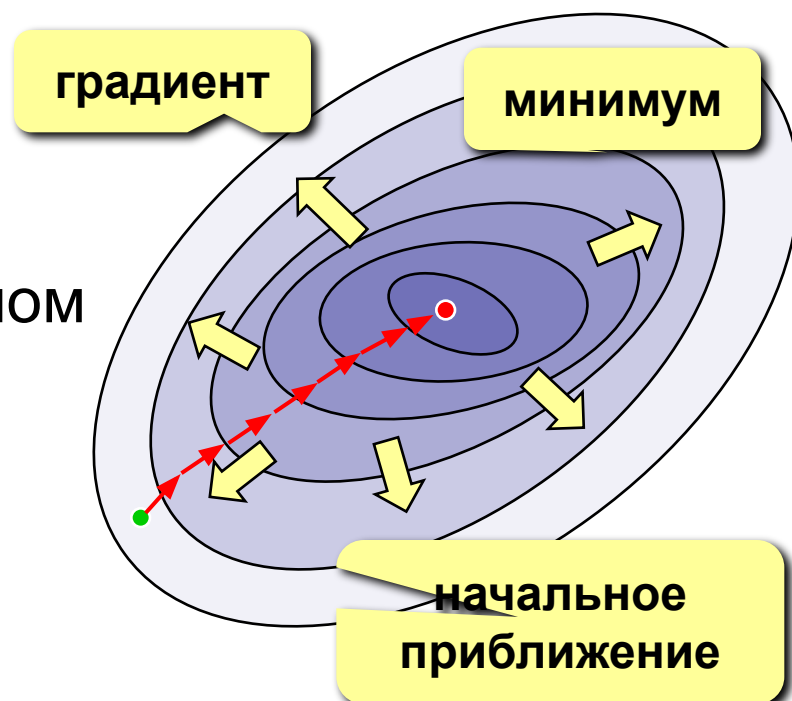 градиент
минимум
ном
начальное
приближение